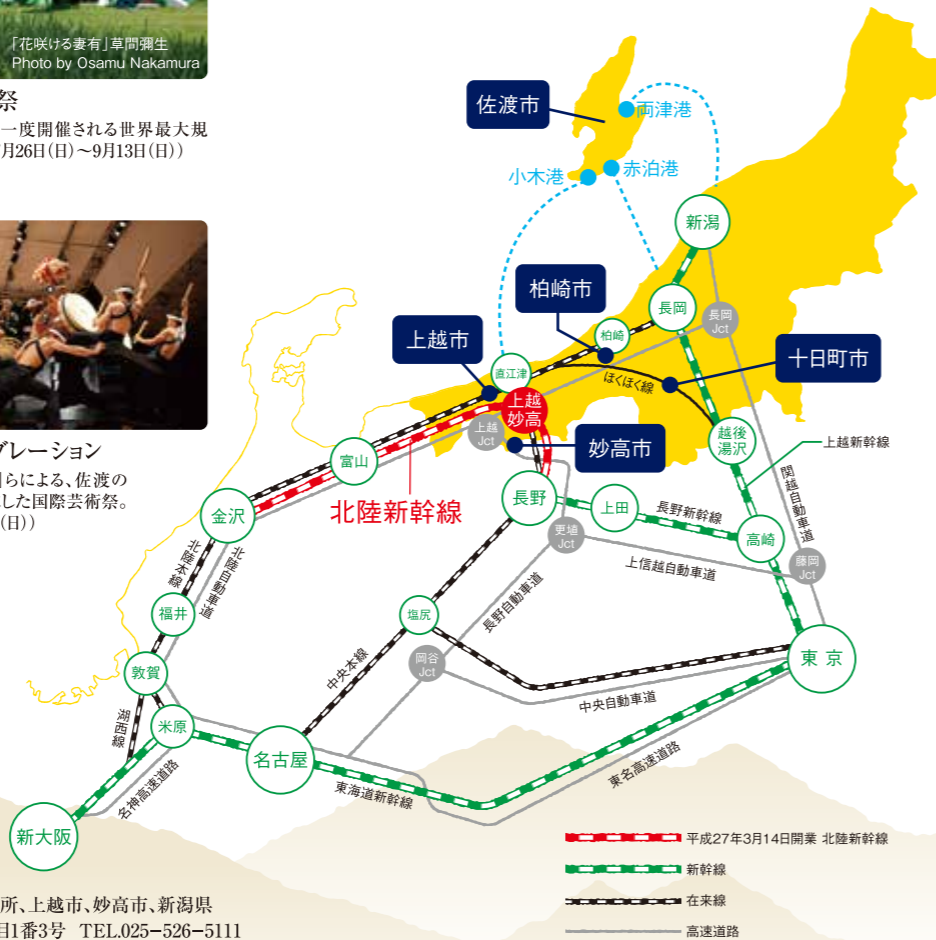 「花咲ける妻有」草間彌生
Photo by Osamu Nakamura
祭
一度開催される世界最大規
月26日(日)~9月13日(日))
ブレーション
らによる、佐渡の
した国際芸術祭。
(日))
佐渡市
両津港
小木港
赤泊港
新潟
柏崎市
長岡
長岡
Jct
柏崎
上越市
直江津
ほくほく線
十日町市
上越
妙高
上越
Jct
妙高市
越後
湯沢
上越新幹線
富山
北陸新幹線
長野
上田
長野新幹線
高崎
関越自動車道
金沢
更埴
Jct
上信越自動車道
藤岡
Jct
北陸本線
北陸自動車道
長野自動車道
福井
塩尻
東京
敦賀
岡谷
Jct
中央本線
中央自動車道
湖西線
米原
名古屋
名神高速道路
東海道新幹線
東名高速道路
新大阪
平成27年3月14日開業 北陸新幹線
新幹線
在来線
高速道路
所、上越市、妙高市、新潟県
目1番3号 TEL.025-526-5111